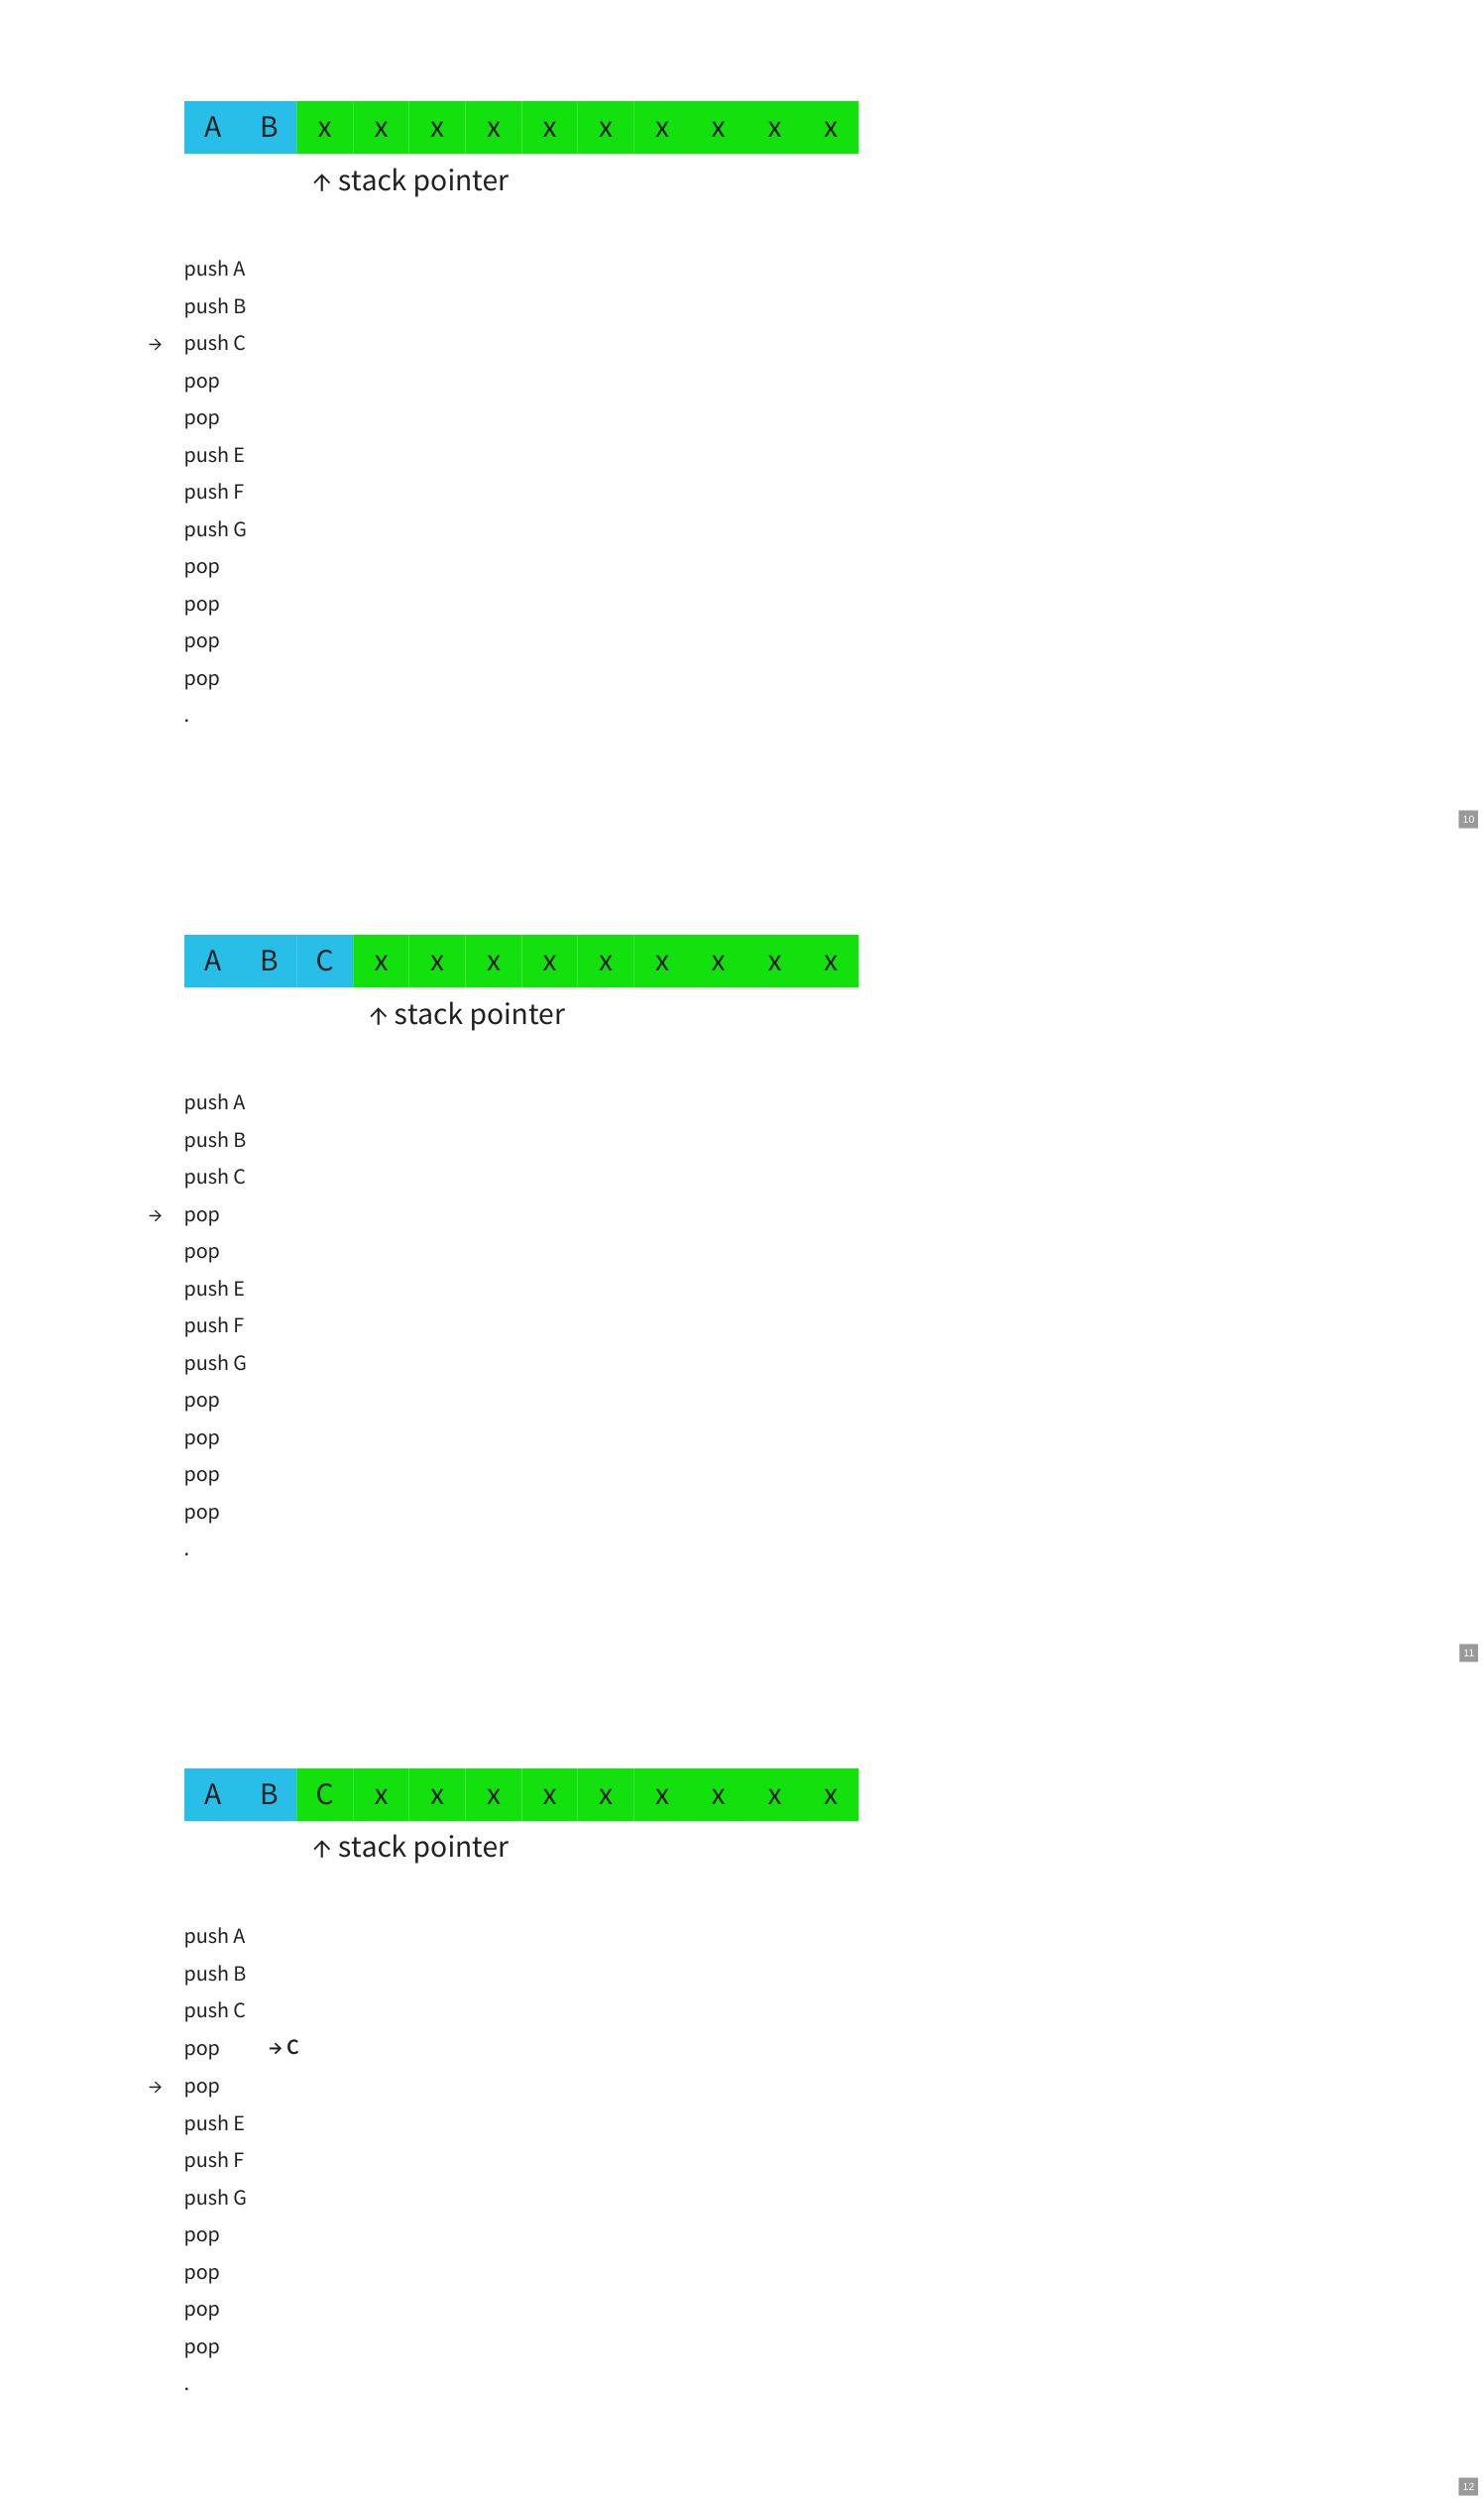 A B x x x x x x x x x x
↑ stack pointer
push A
push B
→ push C
pop
pop
push E
push F
push G
pop
pop
pop
pop
.
10
A B C x x x x x x x x x
↑ stack pointer
push A
push B
push C
→ pop
pop
push E
push F
push G
pop
pop
pop
pop
.
11
A B C x x x x x x x x x
↑ stack pointer
push A
push B
push C
pop → C
→ pop
push E
push F
push G
pop
pop
pop
pop
.
12